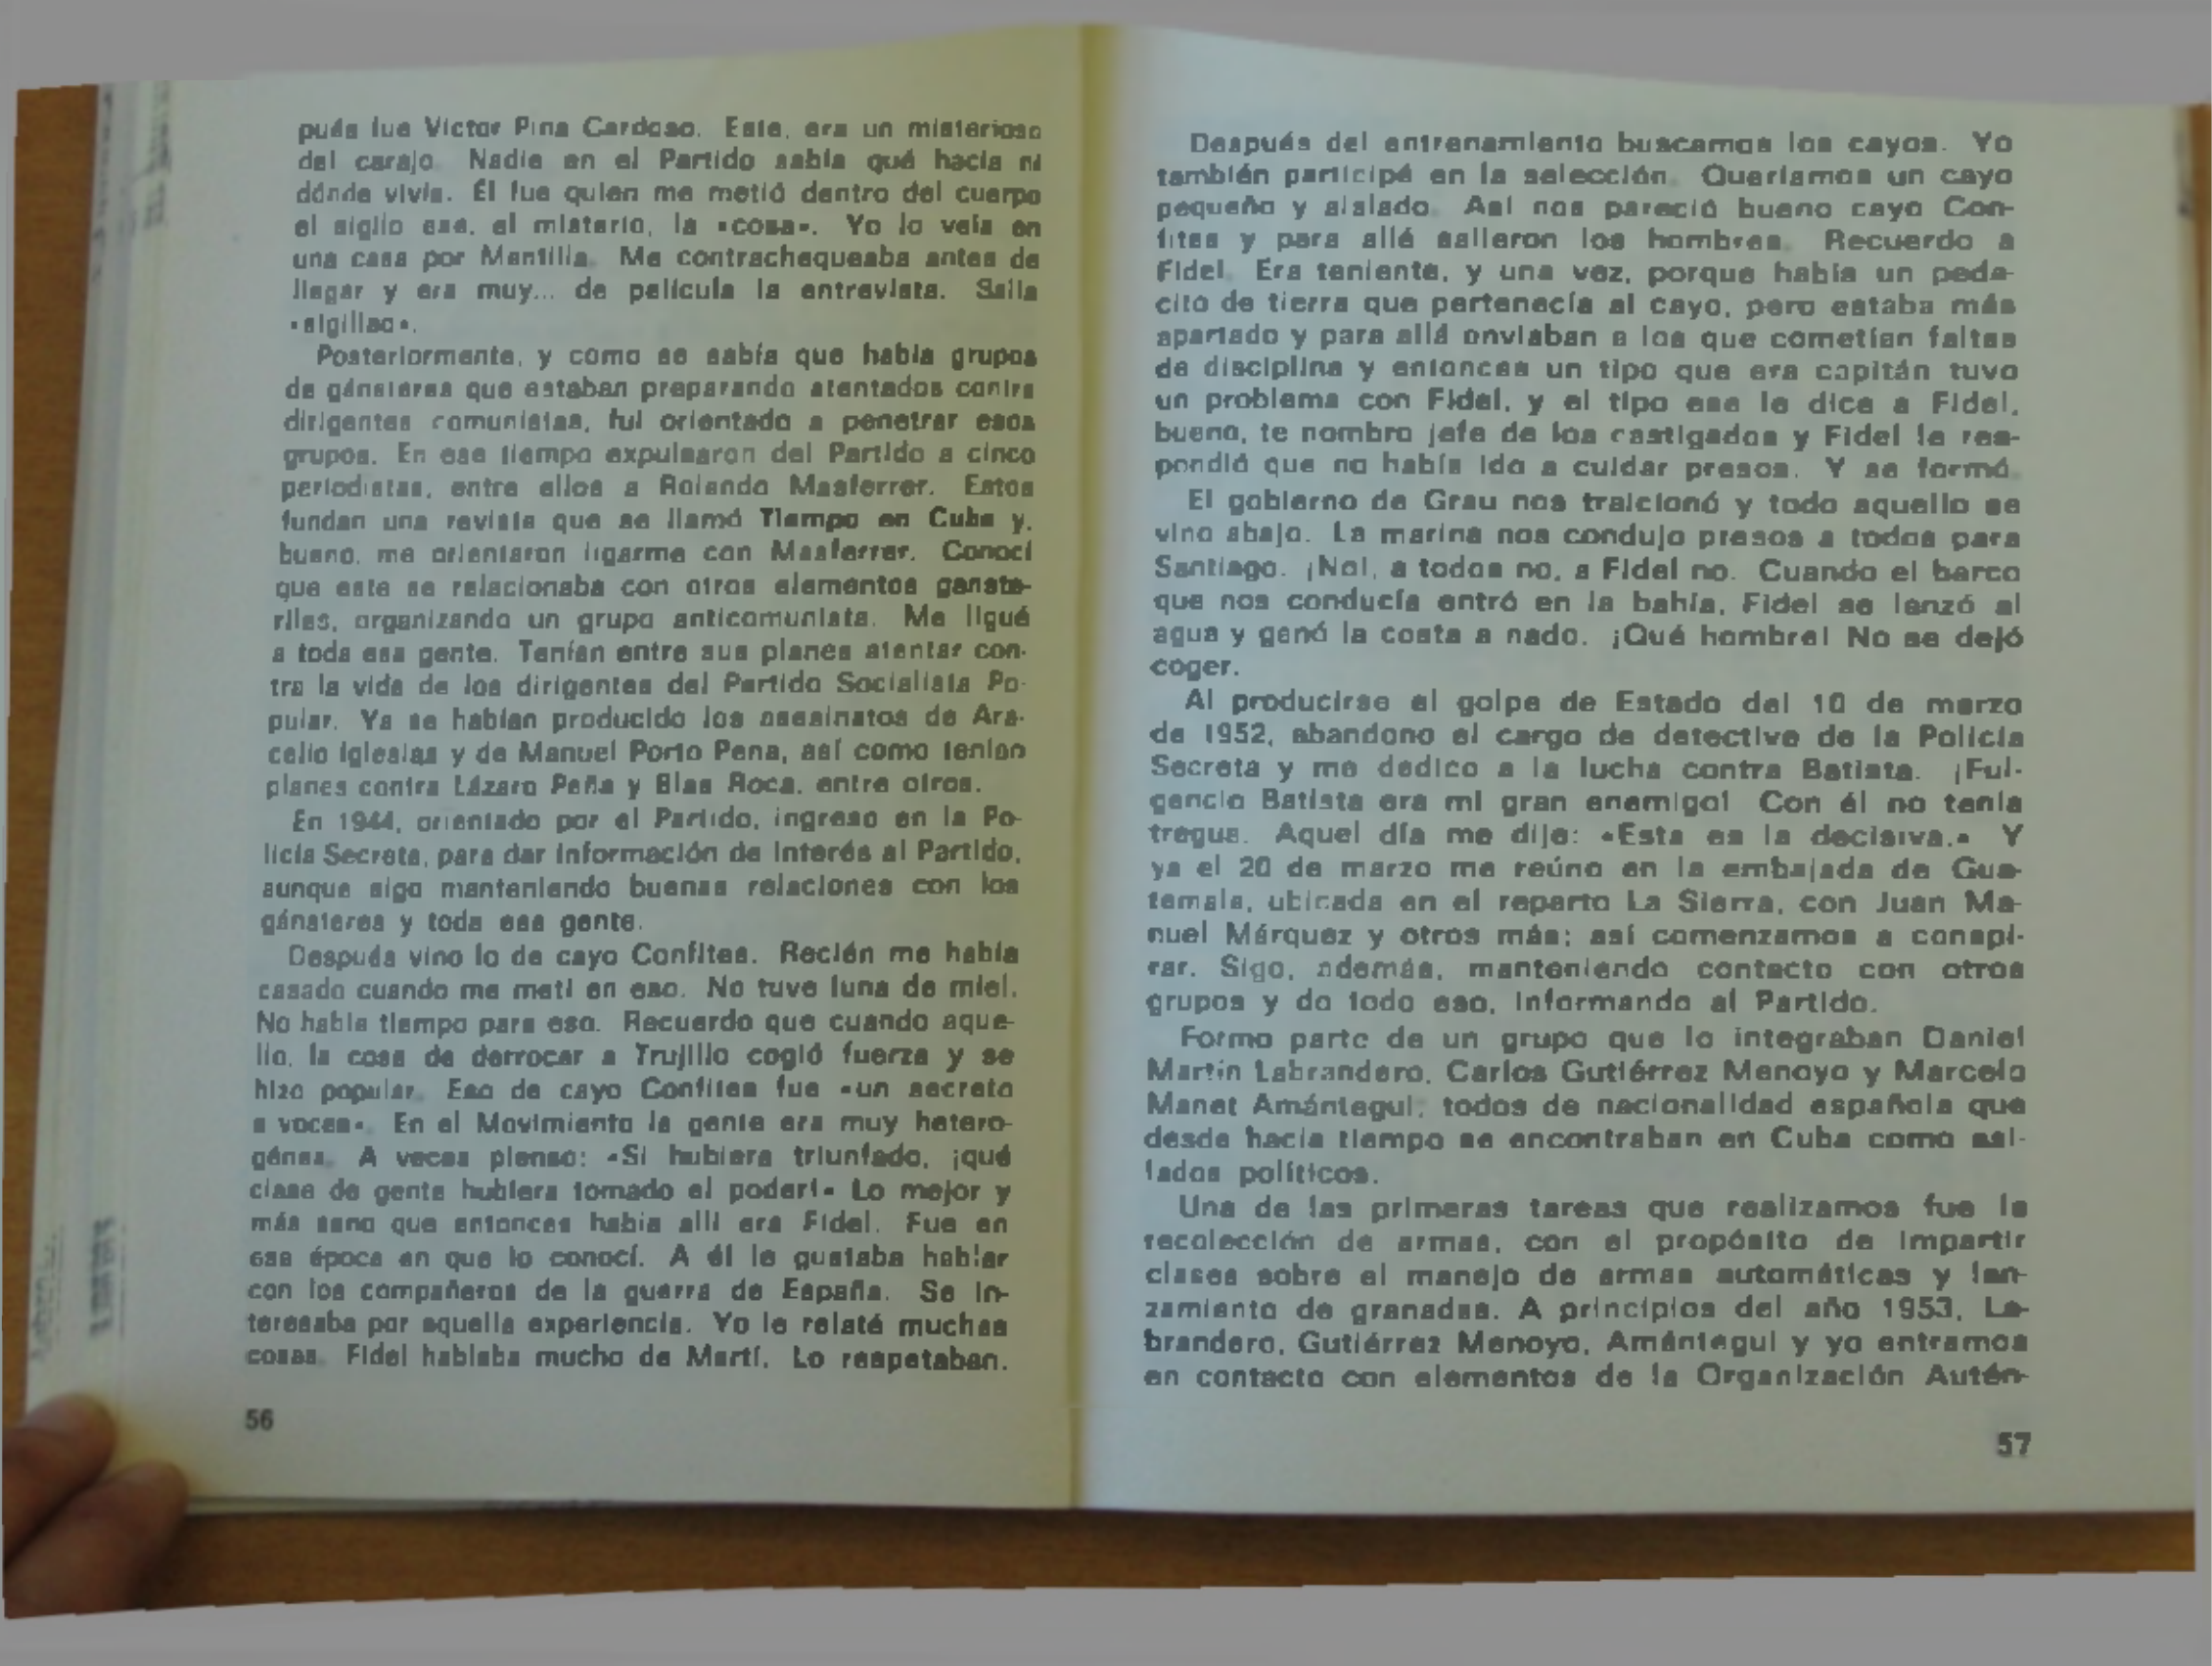 pués fue Víctor Pina Cardoso. Este, era un misterioso
del carajo. Nadie en el Partido sabía qué hacía ni
dónde vivía. Él fue quien me metió dentro del cuerpo
el sigilio ese, el misterio, la «cosa». Yo lo veía en
una casa por Mantilla. Me contrachequeaba antes de
llegar y era muy... de película la entrevista. Salía
«sigiliao».
Posteriormente, y como se sabía que había grupos
de gánsteres que estaban preparando atentados contra
dirigentes comunistas, fui orientado a penetrar esos
grupos. En ese tiempo expulsaron del Partido a cinco
periodistas, entre ellos a Rolando Masferrer. Estos
fundan una revista que se llamó Tiempo en Cuba y,
bueno, me orientaron ligarme con Masferrer. Conocí
que este se relacionaba con otros elementos ganste-
riles, organizando un grupo anticomunista. Me ligué
a toda esa gente. Tenían entre sus planes atentar con-
tra la vida de los dirigentes del Partido Socialista Po-
pular. Ya se habían producido los asesinatos de Ara-
celio Iglesias y de Manuel Porto Pena, así como tenían
planes contra Lázaro Peña y Blas Roca, entre otros.
En 1944, orientado por el Partido, ingreso en la Po-
licía Secreta, para dar información de interés al Partido,
aunque sigo manteniendo buenas relaciones con los
gánsteres y toda esa gente.
Después vino lo de cayo Confites. Recién me había
casado cuando me metí en eso. No tuve luna de miel.
No había tiempo para eso. Recuerdo que cuando aque-
llo, la cosa de derrocar a Trujillo cogió fuerza y se
hizo popular. Eso de cayo Confites fue «un secreto
a voces». En el Movimiento la gente era muy hetero-
génea. A veces pienso: «Si hubiera triunfado, ¡qué
clase de gente hubiera tomado el poder!» Lo mejor y
más sano que entonces había allí era Fidel. Fue en
esa época en que lo conocí. A él le gustaba hablar
con los compañeros de la guerra de España. Se in-
teresaba por aquella experiencia. Yo le relaté muchas
cosas. Fidel hablaba mucho de Martí. Lo respetaban.
56
Después del entrenamiento buscamos los cayos. Yo
también participé en la selección. Queríamos un cayo
pequeño y aislado. Así nos pareció bueno cayo Con-
fites y para allá salieron los hombres. Recuerdo a
Fidel. Era teniente, y una vez, porque había un peda-
cito de tierra que pertenecía al cayo, pero estaba más
apartado y para allá enviaban a los que cometían faltas
de disciplina y entonces un tipo que era capitán tuvo
un problema con Fidel, y el tipo ese le dice a Fidel,
bueno, te nombro jefe de los castigados y Fidel le res-
pondió que no había ido a cuidar presos. Y se formó.
El gobierno de Grau nos traicionó y todo aquello se
vino abajo. La marina nos condujo presos a todos para
Santiago. ¡No!, a todos no, a Fidel no. Cuando el barco
que nos conducía entró en la bahía, Fidel se lanzó al
agua y ganó la costa a nado. ¡Qué hombre! No se dejó
coger.
Al producirse el golpe de Estado del 10 de marzo
de 1952, abandono el cargo de detective de la Policía
Secreta y me dedico a la lucha contra Batista. ¡Ful-
gencio Batista era mi gran enemigo! Con él no tenía
tregua. Aquel día me dije: «Esta es la decisiva.» Y
ya el 20 de marzo me reúno en la embajada de Gua-
temala, ubicada en el reparto La Sierra, con Juan Ma-
nuel Márquez y otros más; así comenzamos a conspi-
rar. Sigo, además, manteniendo contacto con otros
grupos y de todo eso, informando al Partido.
Formo parte de un grupo que lo integraban Daniel
Martín Labrandero, Carlos Gutiérrez Menoyo y Marcelo
Manet Amántegui; todos de nacionalidad española que
desde hacía tiempo se encontraban en Cuba como asi-
lados políticos.
Una de las primeras tareas que realizamos fue la
recolección de armas, con el propósito de impartir
clases sobre el manejo de armas automáticas y lan-
zamiento de granadas. A principios del año 1953, La-
brandero, Gutiérrez Menoyo, Amántegui y yo entramos
en contacto con elementos de la Organización Autén-
57